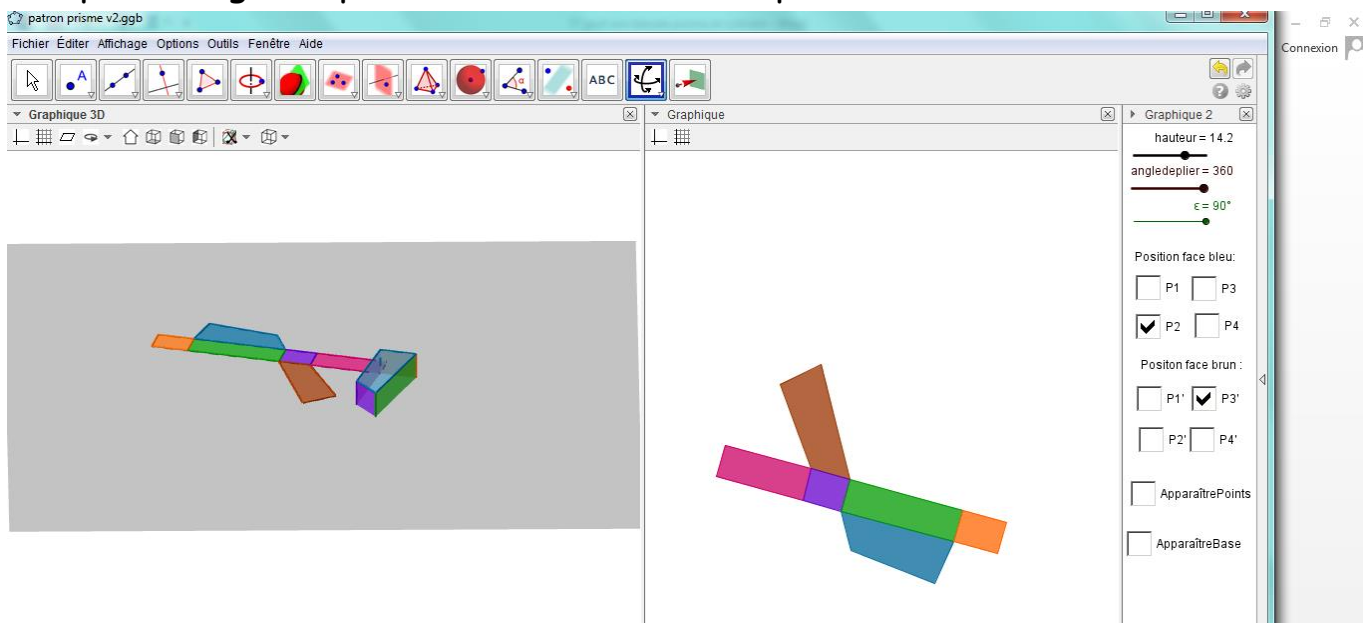 patron prisme v2.ggb
Connexion
Fichier Éditer Affichage Options Outils Fenêtre Aide
A
α
ABC
Graphique 3D
Graphique
Graphique 2
hauteur = 14.2
angledeplier = 360
ε = 90°
Position face bleu:
P1 P3
P2 P4
Positon face brun :
P1' P3'
P2' P4'
ApparaîtrePoints
ApparaîtreBase